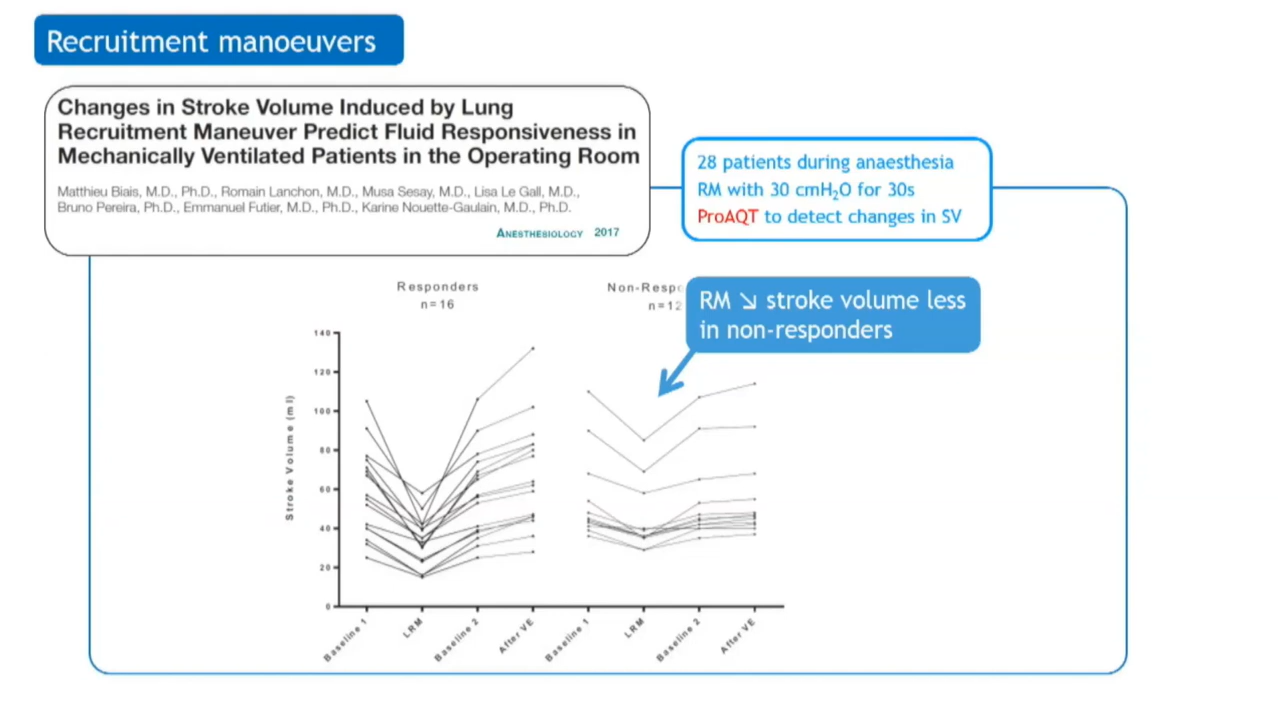 Recruitment manoeuvers
Changes in Stroke Volume Induced by Lung
Recruitment Maneuver Predict Fluid Responsiveness in
Mechanically Ventilated Patients in the Operating Room
Matthieu Biais, M.D., Ph.D., Romain Lanchon, M.D., Musa Sesay, M.D., Lisa Le Gall, M.D.,
Bruno Pereira, Ph.D., Emmanuel Futier, M.D., Ph.D., Karine Nouette-Gaulain, M.D., Ph.D.
ANESTHESIOLOGY 2017
28 patients during anaesthesia
RM with 30 cmH₂O for 30s
ProAQT to detect changes in SV
Responders
n=16
Non-Respo
n=12
RM ↘ stroke volume less
in non-responders
Stroke Volume (ml)
140
120
100
80
60
40
20
0
Baseline 1
LRM
Baseline 2
After VE
Baseline 1
LRM
Baseline 2
After VE